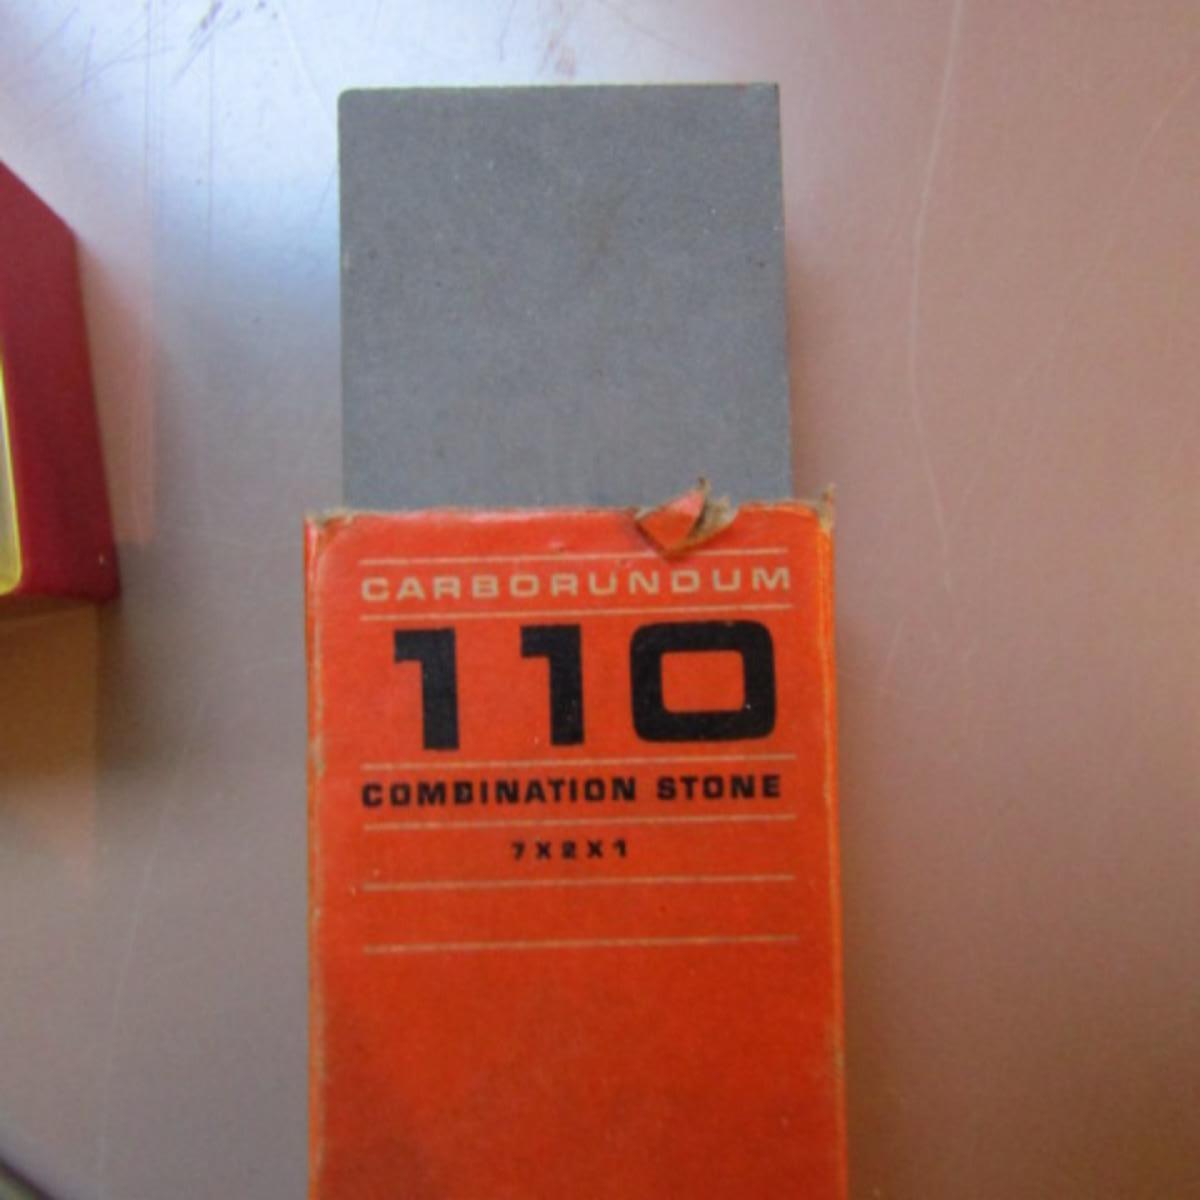 CARBORUNDUM
110
COMBINATION STONE
7X2X1